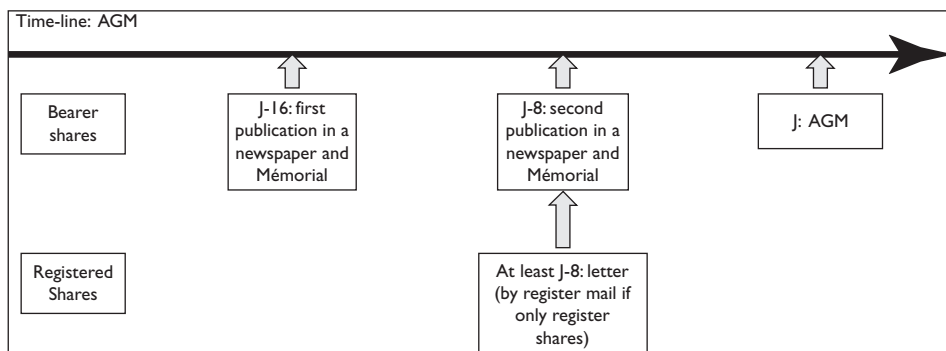 Time-line: AGM
Bearer
shares
J-16: first
publication in a
newspaper and
Mémorial
J-8: second
publication in a
newspaper and
Mémorial
J: AGM
Registered
Shares
At least J-8: letter
(by register mail if
only register
shares)